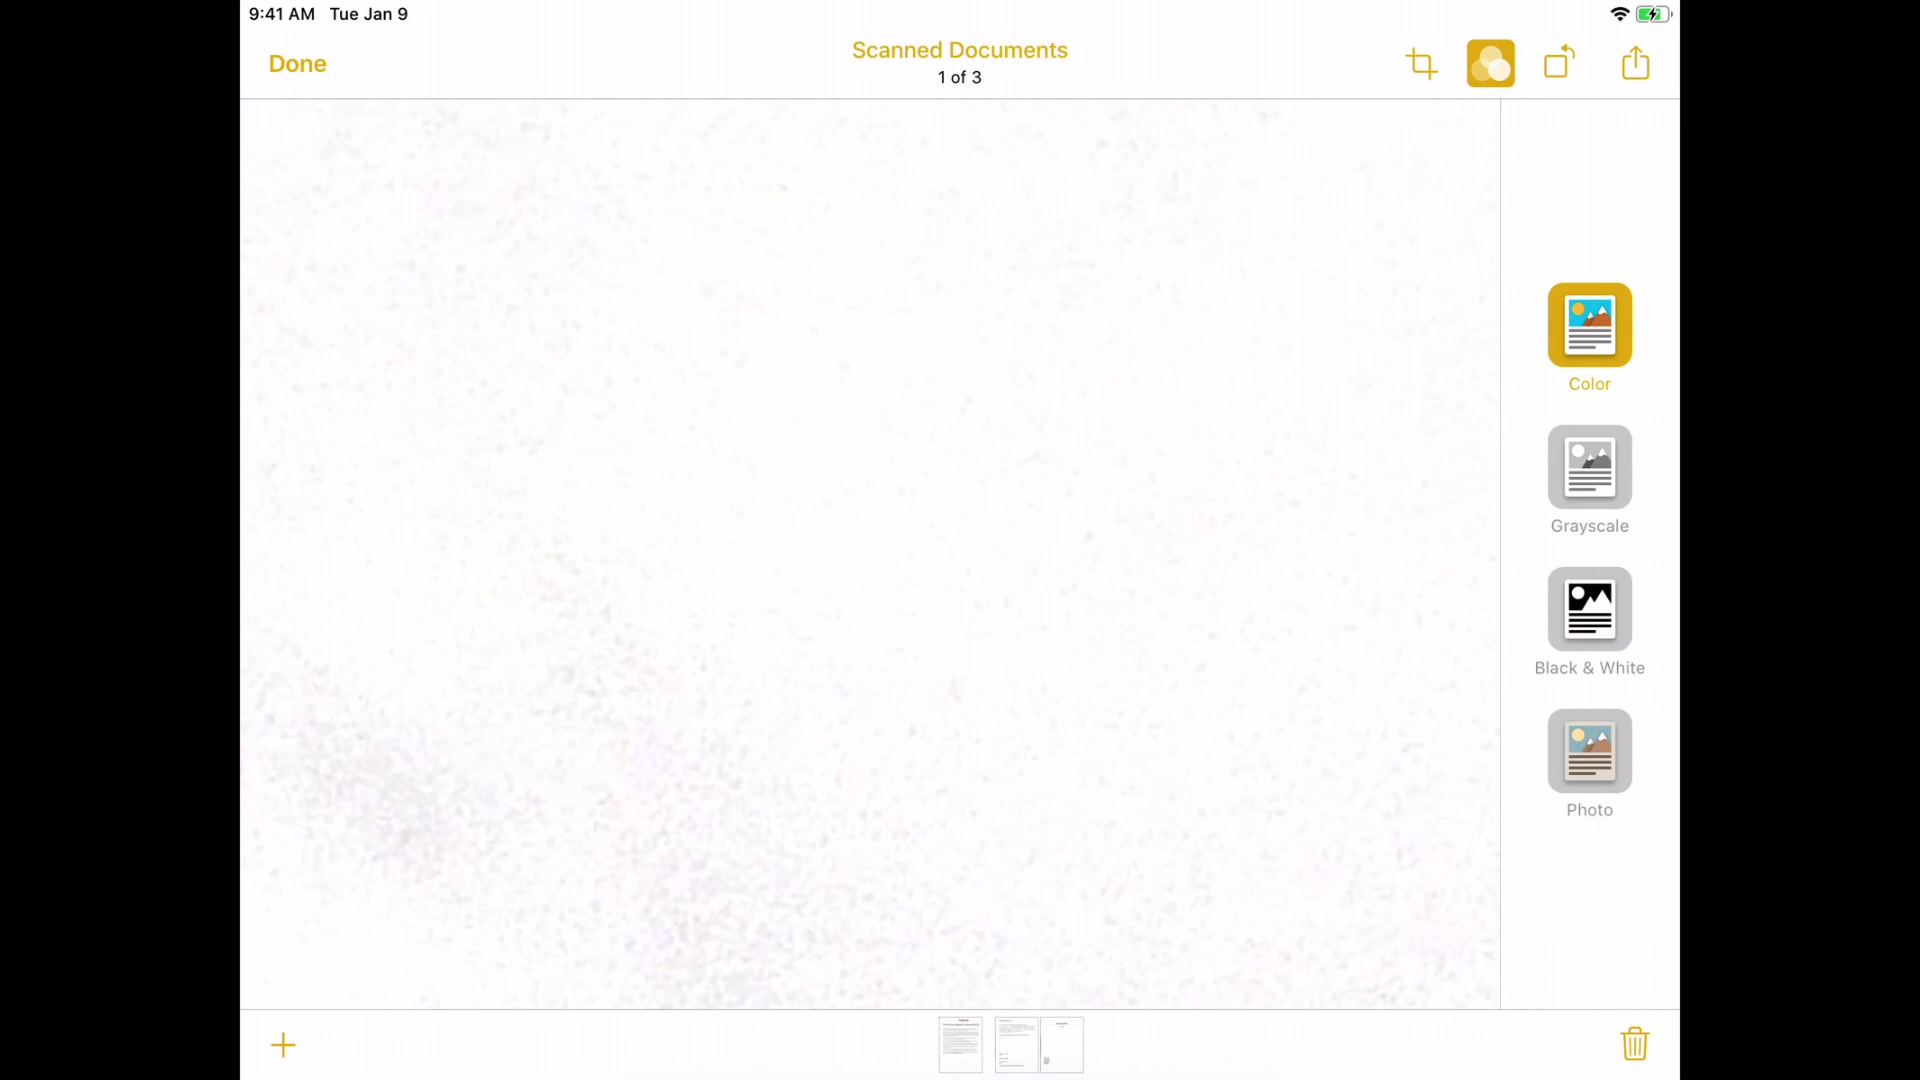 9:41 AM Tue Jan 9
Done
Scanned Documents
1 of 3
Color
Grayscale
Black & White
Photo